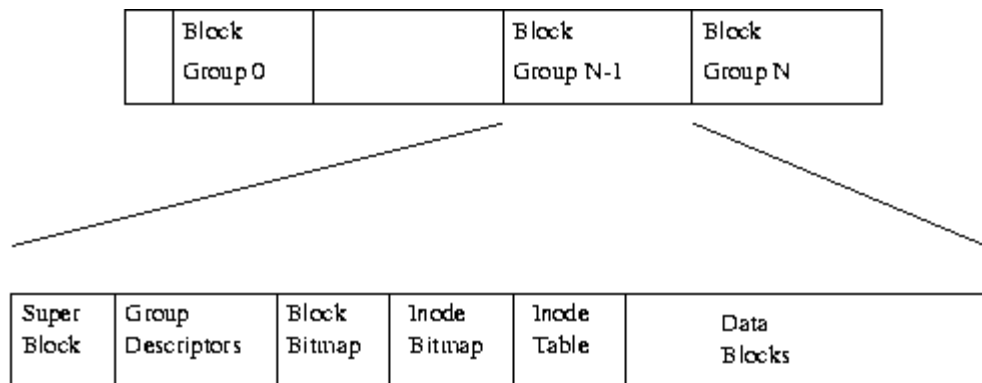 Block
Group 0
Block
Group N-1
Block
Group N
Super
Block
Group
Descriptors
Block
Bitmap
Inode
Bitmap
Inode
Table
Data
Blocks